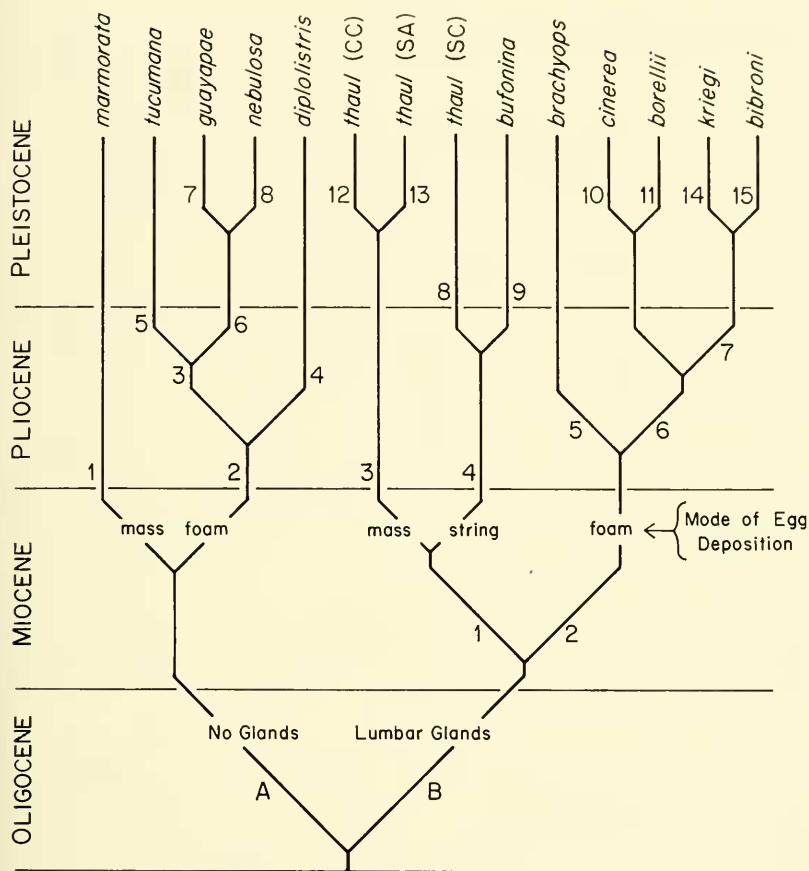 marmorata
tucumana
guayapae
nebulosa
diplolistris
thaul (CC)
thaul (SA)
thaul (SC)
bufonina
brachyops
cinerea
borellii
kriegi
bibroni
PLEISTOCENE
7
8
12
13
10
11
14
15
8
9
PLIOCENE
5
6
7
3
4
5
6
1
2
3
4
MIOCENE
mass
foam
mass
string
foam
Mode of Egg
Deposition
1
2
OLIGOCENE
No Glands
Lumbar Glands
A
B